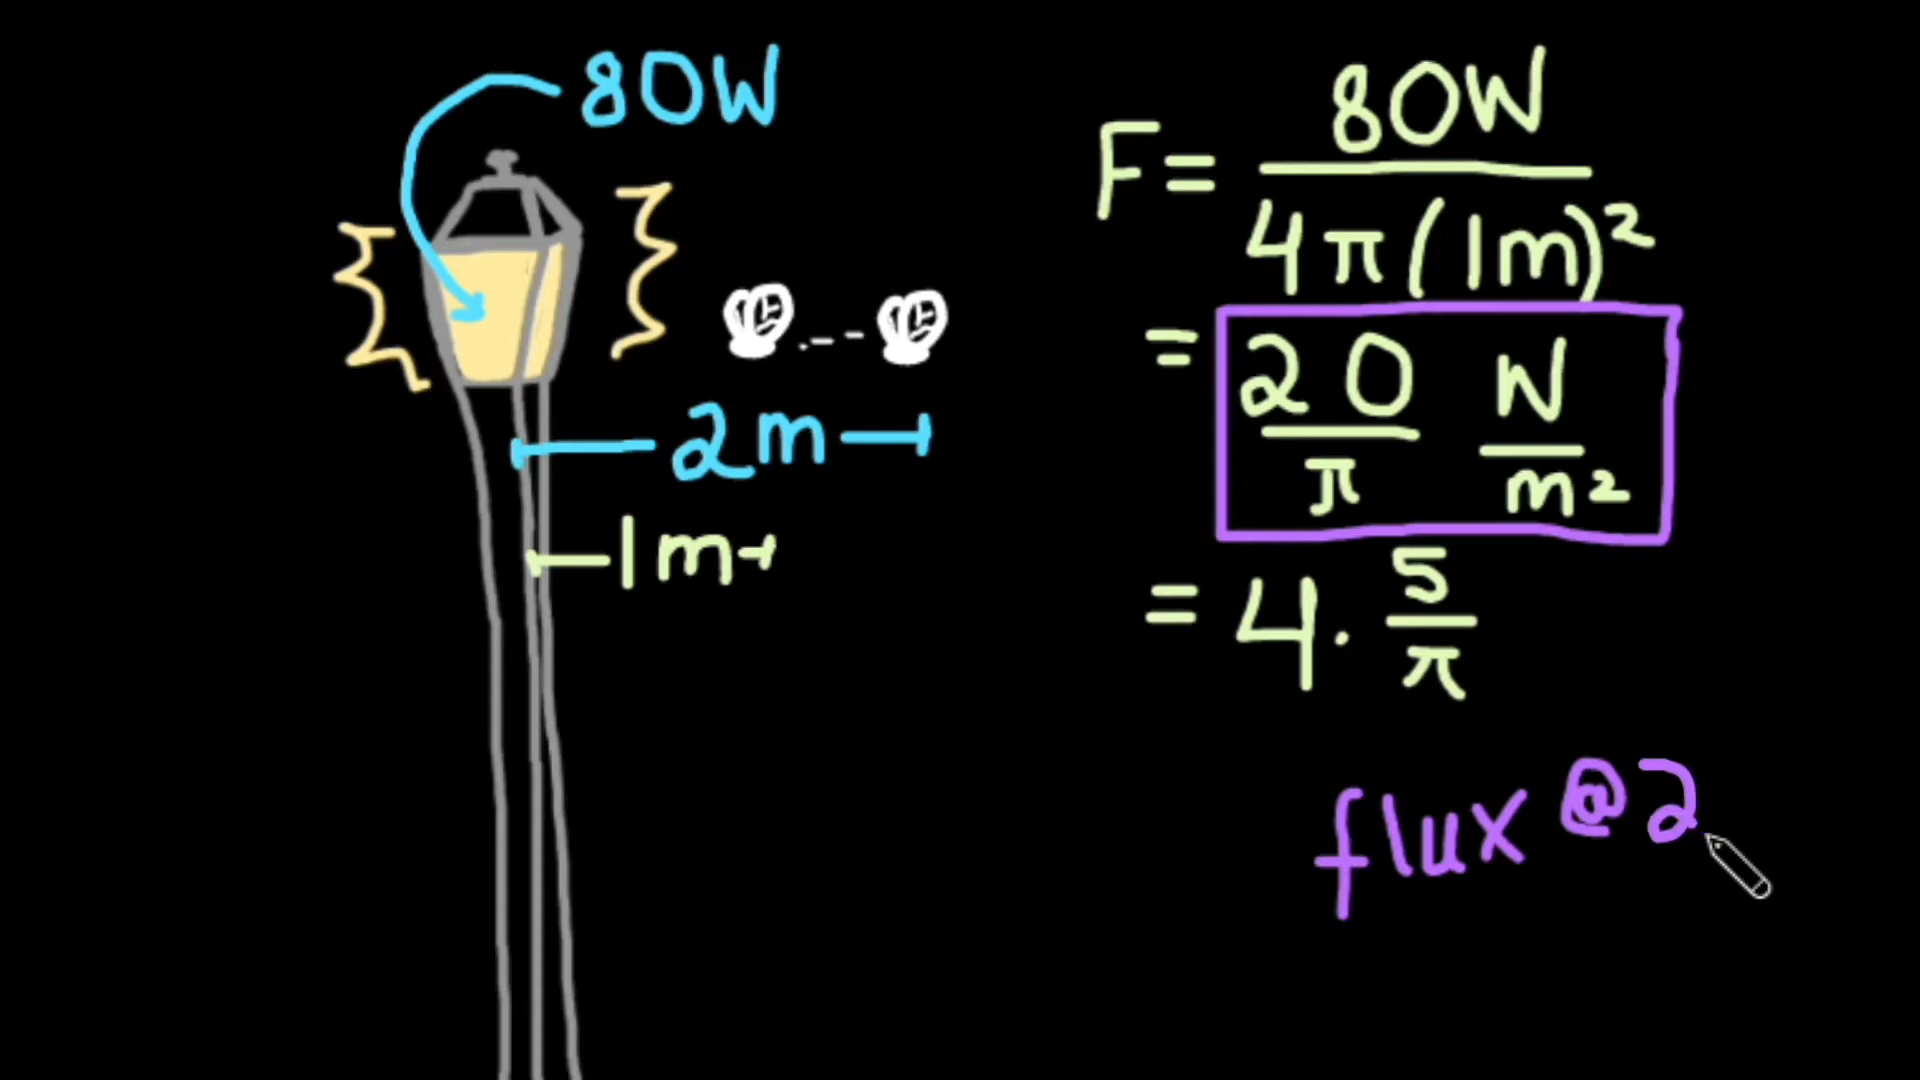 80W
2m
1m
F = 80W / 4π(1m)²
= 20/π W/m²
= 4 · 5/π
flux @2